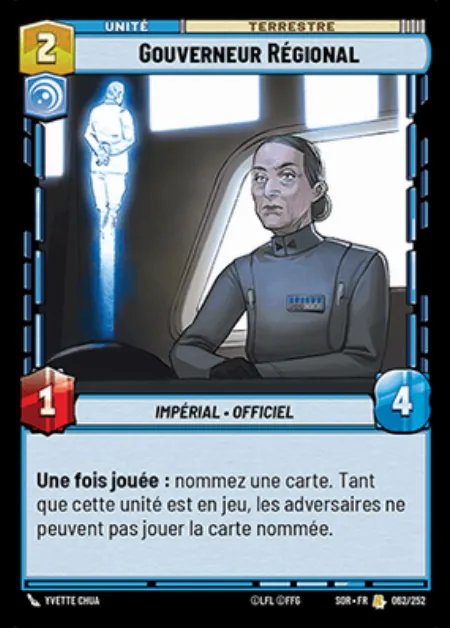 UNITÉ
TERRESTRE
2
GOUVERNEUR RÉGIONAL
1
IMPÉRIAL • OFFICIEL
4
Une fois jouée : nommez une carte. Tant
que cette unité est en jeu, les adversaires ne
peuvent pas jouer la carte nommée.
YVETTE CHUA
©LFL ©FFG
SOR • FR
062/252